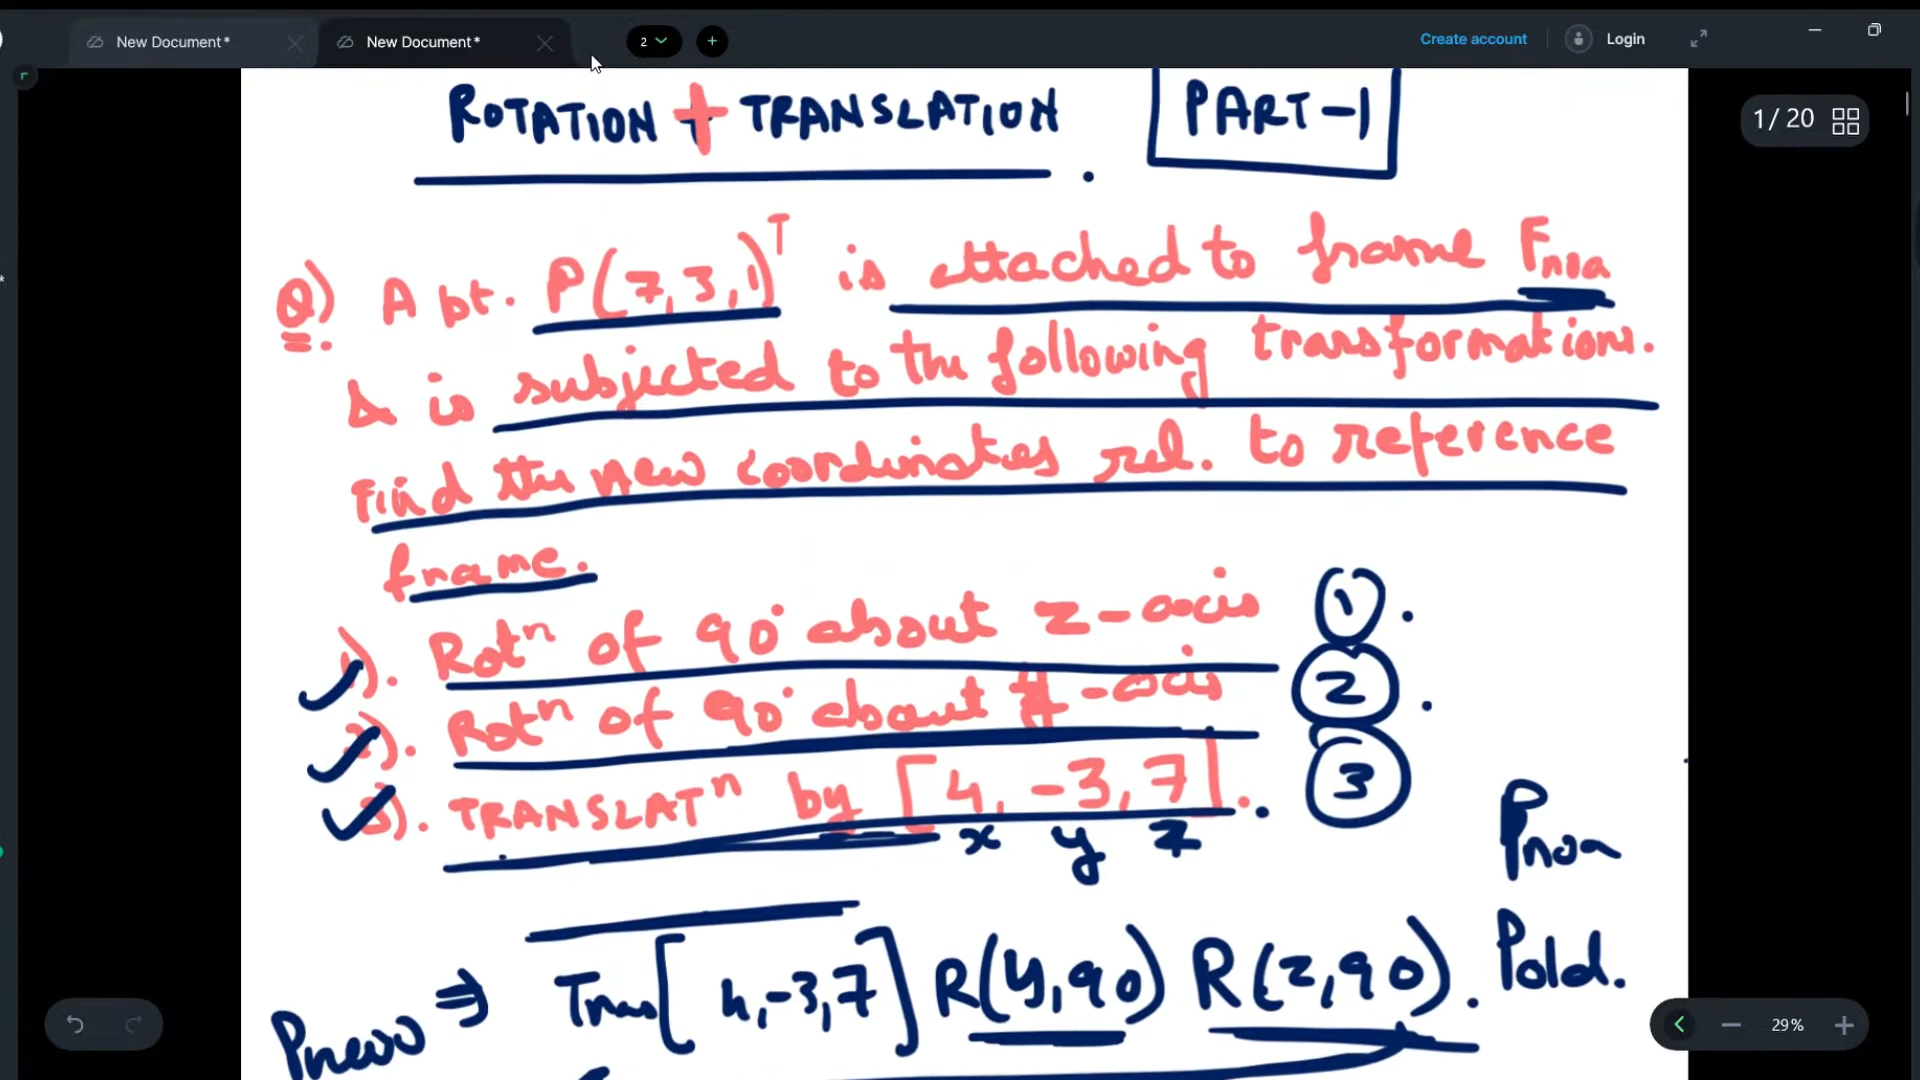 New Document*
New Document*
2
Create account
Login
1/ 20
ROTATION + TRANSLATION
PART-1
Q) A pt. P(7,3,1)ᵀ is attached to frame Fnoa
& is subjected to the following transformations.
Find the new coordinates rel. to reference
frame.
1). Rotⁿ of 90° about z-axis ①.
2). Rotⁿ of 90° about y-axis ②.
3). TRANSLATⁿ by [4, -3, 7]. ③
x y z
Pnoa
Pnew ⇒ Trans[4,-3,7] R(y,90) R(z,90). Pold.
29%